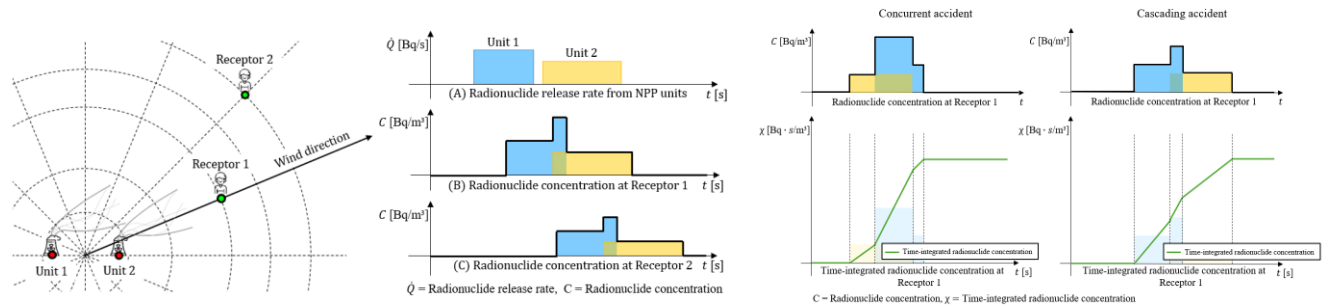 Receptor 2
Receptor 1
Wind direction
Unit 1
Unit 2
Q̇ [Bq/s]
Unit 1
Unit 2
t [s]
(A) Radionuclide release rate from NPP units
C [Bq/m³]
t [s]
(B) Radionuclide concentration at Receptor 1
C [Bq/m³]
t [s]
(C) Radionuclide concentration at Receptor 2
Q̇ = Radionuclide release rate, C = Radionuclide concentration
Concurrent accident
C [Bq/m³]
t
Radionuclide concentration at Receptor 1
χ [Bq · s/m³]
Time-integrated radionuclide concentration
t [s]
Time-integrated radionuclide concentration at
Receptor 1
Cascading accident
C [Bq/m³]
t
Radionuclide concentration at Receptor 1
χ [Bq · s/m³]
Time-integrated radionuclide concentration
t [s]
Time-integrated radionuclide concentration at
Receptor 1
C = Radionuclide concentration, χ = Time-integrated radionuclide concentration